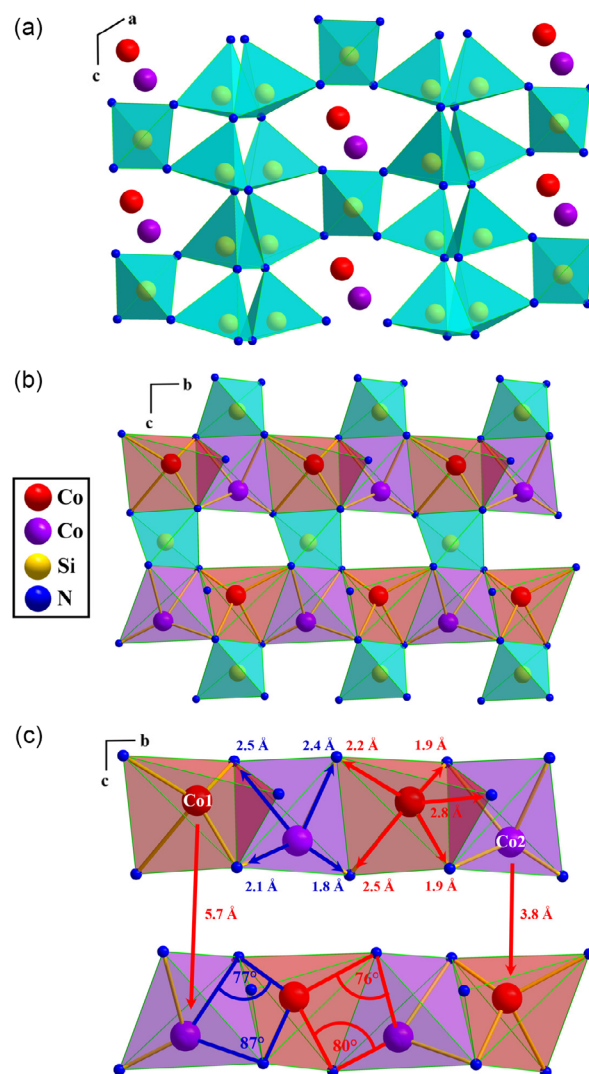 (a)
a
c
(b)
b
c
Co
Co
Si
N
(c)
b
c
2.5 Å 2.4 Å 2.2 Å 1.9 Å
Co1
2.8 Å
Co2
2.1 Å 1.8 Å 2.5 Å 1.9 Å
5.7 Å 3.8 Å
77° 76°
87° 80°